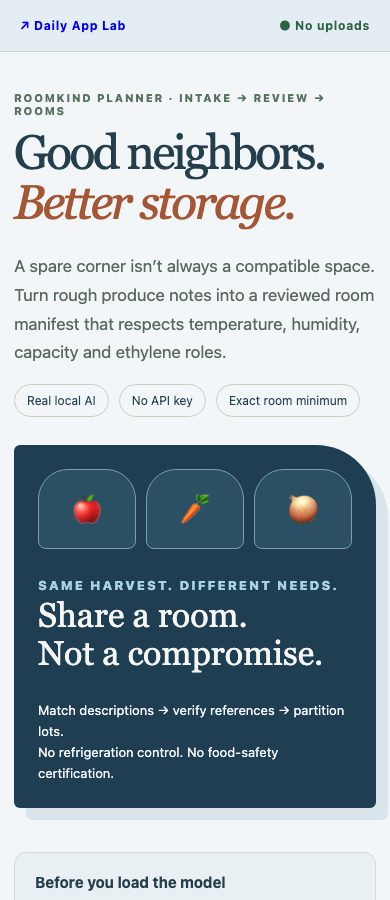 ↗ Daily App Lab
● No uploads
ROOMKIND PLANNER · INTAKE → REVIEW →
ROOMS
Good neighbors.
Better storage.
A spare corner isn’t always a compatible space.
Turn rough produce notes into a reviewed room
manifest that respects temperature, humidity,
capacity and ethylene roles.
Real local AI
No API key
Exact room minimum
SAME HARVEST. DIFFERENT NEEDS.
Share a room.
Not a compromise.
Match descriptions → verify references → partition
lots.
No refrigeration control. No food-safety
certification.
Before you load the model